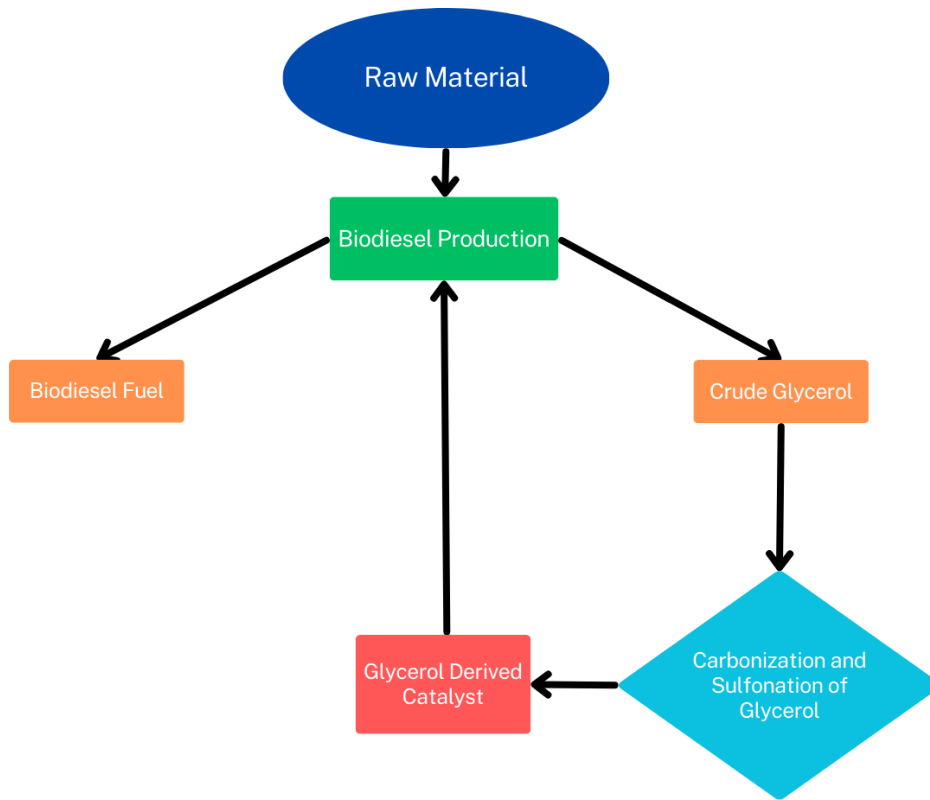 Raw Material
Biodiesel Production
Biodiesel Fuel
Crude Glycerol
Carbonization and
Sulfonation of
Glycerol
Glycerol Derived
Catalyst